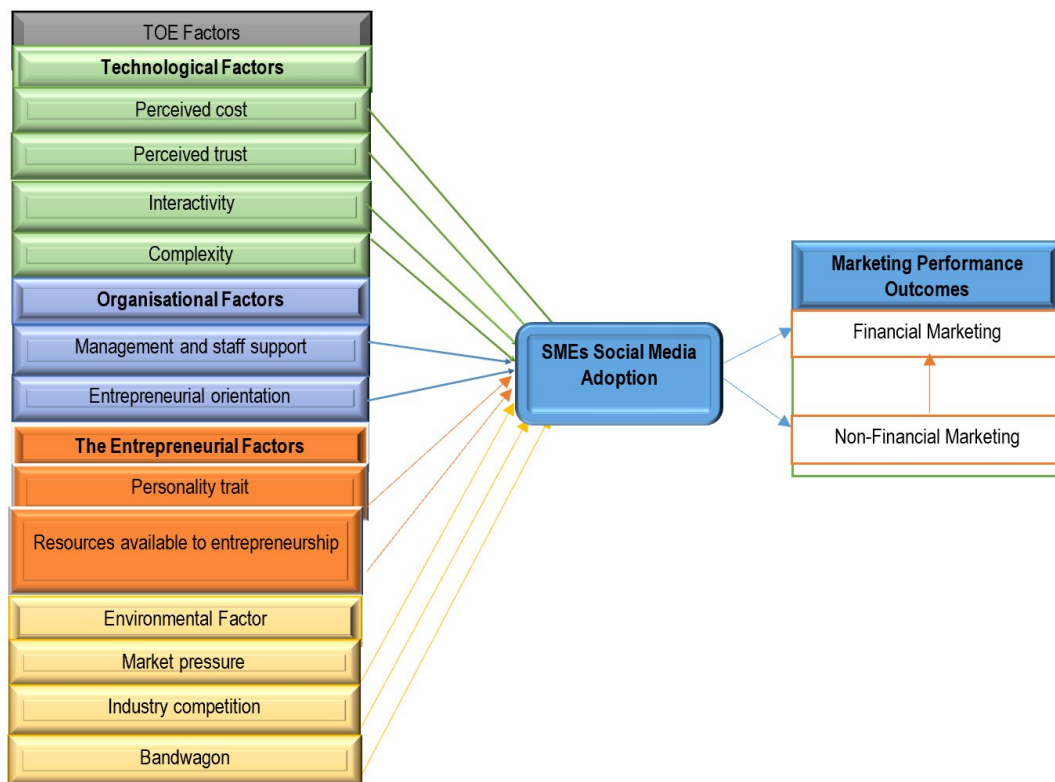 TOE Factors
Technological Factors
Perceived cost
Perceived trust
Interactivity
Complexity
Organisational Factors
Management and staff support
Entrepreneurial orientation
The Entrepreneurial Factors
Personality trait
Resources available to entrepreneurship
Environmental Factor
Market pressure
Industry competition
Bandwagon
SMEs Social Media
Adoption
Marketing Performance
Outcomes
Financial Marketing
Non-Financial Marketing